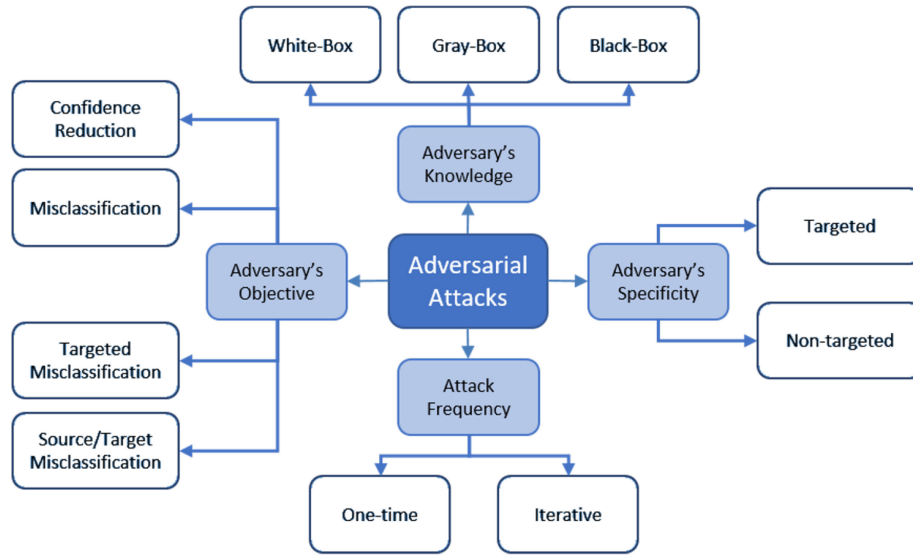 White-Box
Gray-Box
Black-Box
Confidence
Reduction
Adversary's
Knowledge
Misclassification
Targeted
Adversary's
Objective
Adversarial
Attacks
Adversary's
Specificity
Targeted
Misclassification
Non-targeted
Attack
Frequency
Source/Target
Misclassification
One-time
Iterative